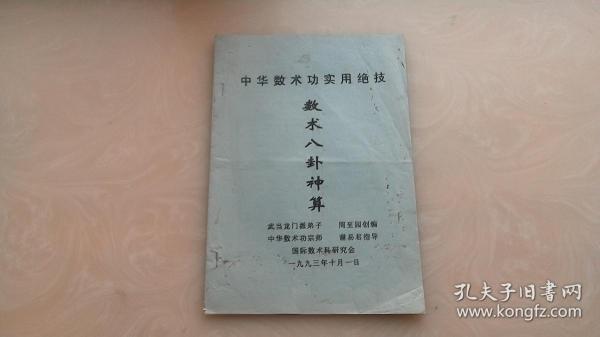 中华数术功实用绝技
数术八卦神算
武当龙门派弟子 周至园创编
中华数术功宗师 谢易君指导
国际数术科研究会
一九九三年十月一日
孔夫子旧书网
www.kongfz.com